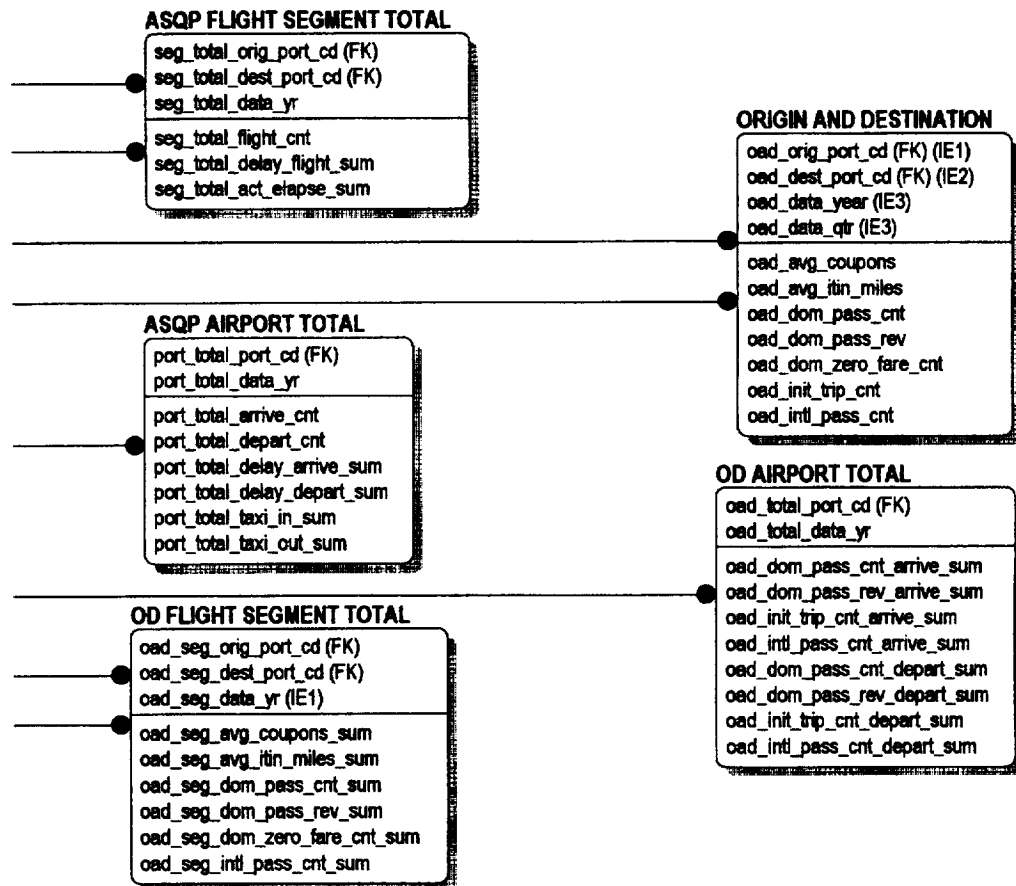 ASQP FLIGHT SEGMENT TOTAL
seg_total_orig_port_cd (FK)
seg_total_dest_port_cd (FK)
seg_total_data_yr
seg_total_flight_cnt
seg_total_delay_flight_sum
seg_total_act_elapse_sum
ORIGIN AND DESTINATION
oad_orig_port_cd (FK) (IE1)
oad_dest_port_cd (FK) (IE2)
oad_data_year (IE3)
oad_data_qtr (IE3)
oad_avg_coupons
oad_avg_itin_miles
oad_dom_pass_cnt
oad_dom_pass_rev
oad_dom_zero_fare_cnt
oad_init_trip_cnt
oad_intl_pass_cnt
ASQP AIRPORT TOTAL
port_total_port_cd (FK)
port_total_data_yr
port_total_arrive_cnt
port_total_depart_cnt
port_total_delay_arrive_sum
port_total_delay_depart_sum
port_total_taxi_in_sum
port_total_taxi_out_sum
OD AIRPORT TOTAL
oad_total_port_cd (FK)
oad_total_data_yr
oad_dom_pass_cnt_arrive_sum
oad_dom_pass_rev_arrive_sum
oad_init_trip_cnt_arrive_sum
oad_intl_pass_cnt_arrive_sum
oad_dom_pass_cnt_depart_sum
oad_dom_pass_rev_depart_sum
oad_init_trip_cnt_depart_sum
oad_intl_pass_cnt_depart_sum
OD FLIGHT SEGMENT TOTAL
oad_seg_orig_port_cd (FK)
oad_seg_dest_port_cd (FK)
oad_seg_data_yr (IE1)
oad_seg_avg_coupons_sum
oad_seg_avg_itin_miles_sum
oad_seg_dom_pass_cnt_sum
oad_seg_dom_pass_rev_sum
oad_seg_dom_zero_fare_cnt_sum
oad_seg_intl_pass_cnt_sum